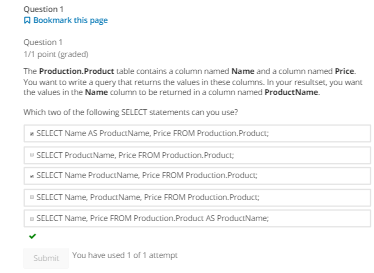 Question 1
Bookmark this page
Question 1
1/1 point (graded)
The Production.Product table contains a column named Name and a column named Price.
You want to write a query that returns the values in these columns. In your resultset, you want
the values in the Name column to be returned in a column named ProductName.
Which two of the following SELECT statements can you use?
SELECT Name AS ProductName, Price FROM Production.Product;
SELECT ProductName, Price FROM Production.Product;
SELECT Name ProductName, Price FROM Production.Product;
SELECT Name, ProductName, Price FROM Production.Product;
SELECT Name, Price FROM Production.Product AS ProductName;
Submit You have used 1 of 1 attempt